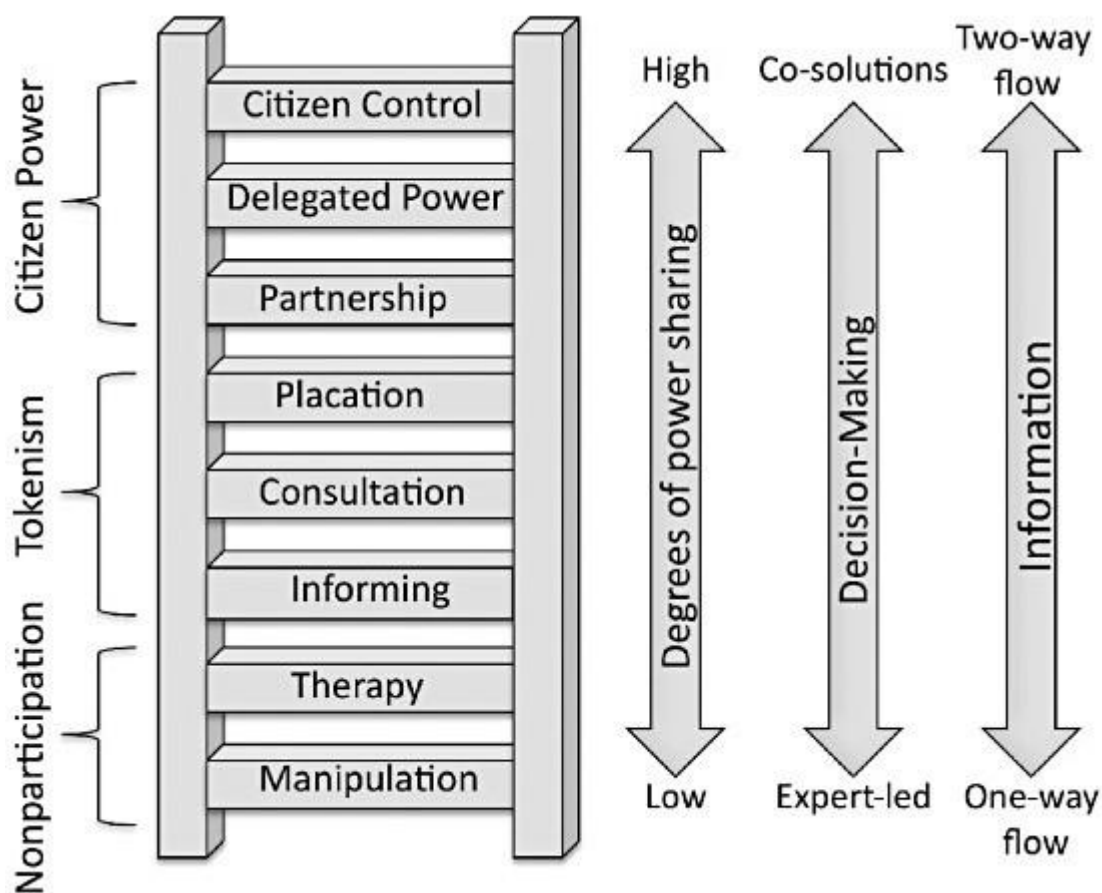 Citizen Power
Tokenism
Nonparticipation
Citizen Control
Delegated Power
Partnership
Placation
Consultation
Informing
Therapy
Manipulation
High
Degrees of power sharing
Low
Co-solutions
Decision-Making
Expert-led
Two-way
flow
Information
One-way
flow